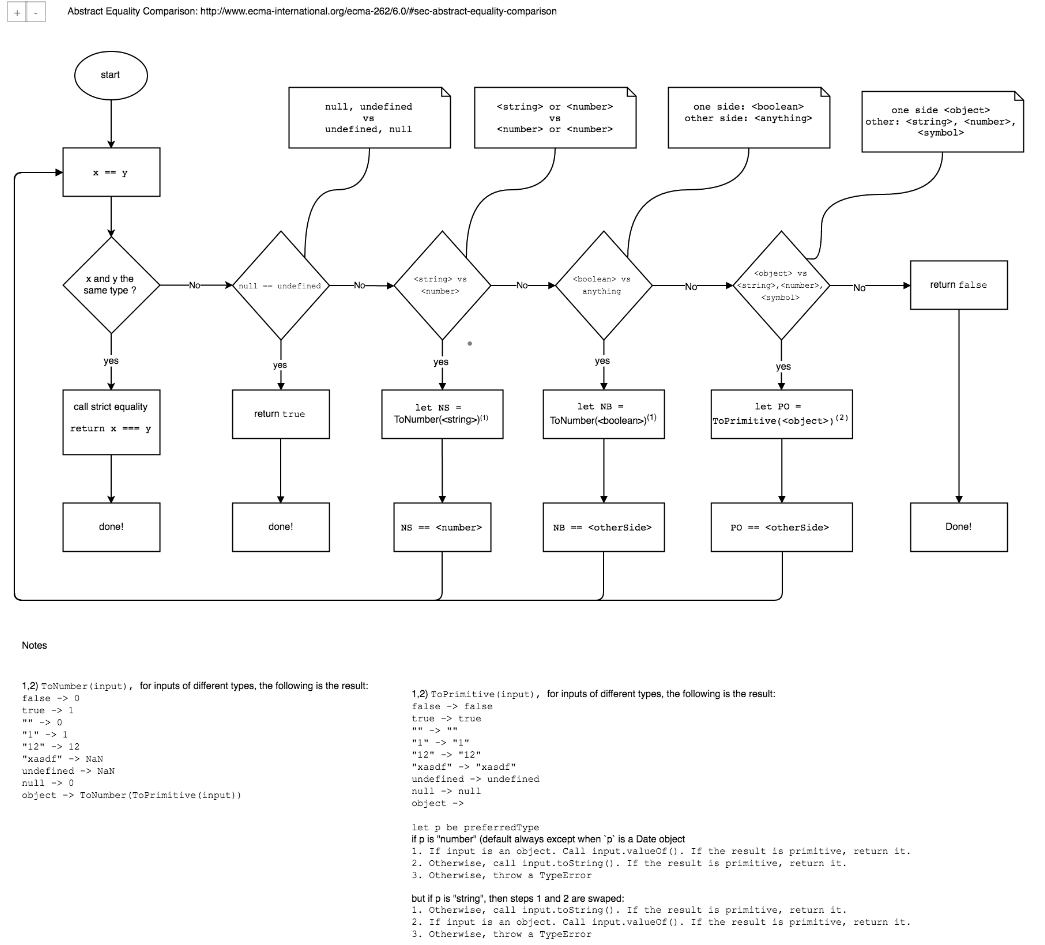 + -
Abstract Equality Comparison: http://www.ecma-international.org/ecma-262/6.0/#sec-abstract-equality-comparison
start
null, undefined
vs
undefined, null
<string> or <number>
vs
<number> or <number>
one side: <boolean>
other side: <anything>
one side <object>
other: <string>, <number>,
<symbol>
x == y
x and y the
same type ?
No
null == undefined
No
<string> vs
<number>
No
<boolean> vs
anything
No
<object> vs
<string>,<number>,
<symbol>
No
return false
yes
yes
yes
yes
yes
call strict equality
return x === y
return true
let NS =
ToNumber(<string>)(1)
let NB =
ToNumber(<boolean>)(1)
let PO =
ToPrimitive(<object>)(2)
done!
done!
NS == <number>
NB == <otherSide>
PO == <otherSide>
Done!
Notes
1,2) ToNumber(input), for inputs of different types, the following is the result:
false -> 0
true -> 1
"" -> 0
"1" -> 1
"12" -> 12
"xasdf" -> NaN
undefined -> NaN
null -> 0
object -> ToNumber(ToPrimitive(input))
1,2) ToPrimitive(input), for inputs of different types, the following is the result:
false -> false
true -> true
"" -> ""
"1" -> "1"
"12" -> "12"
"xasdf" -> "xasdf"
undefined -> undefined
null -> null
object ->
let p be preferredType
if p is "number" (default always except when `p` is a Date object
1. If input is an object. Call input.valueOf(). If the result is primitive, return it.
2. Otherwise, call input.toString(). If the result is primitive, return it.
3. Otherwise, throw a TypeError
but if p is "string", then steps 1 and 2 are swaped:
1. Otherwise, call input.toString(). If the result is primitive, return it.
2. If input is an object. Call input.valueOf(). If the result is primitive, return it.
3. Otherwise, throw a TypeError